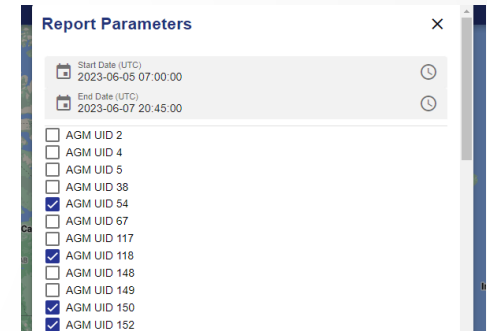 Report Parameters
Start Date (UTC)
2023-06-05 07:00:00
End Date (UTC)
2023-06-07 20:45:00
AGM UID 2
AGM UID 4
AGM UID 5
AGM UID 38
AGM UID 54
AGM UID 67
AGM UID 117
AGM UID 118
AGM UID 148
AGM UID 149
AGM UID 150
AGM UID 152